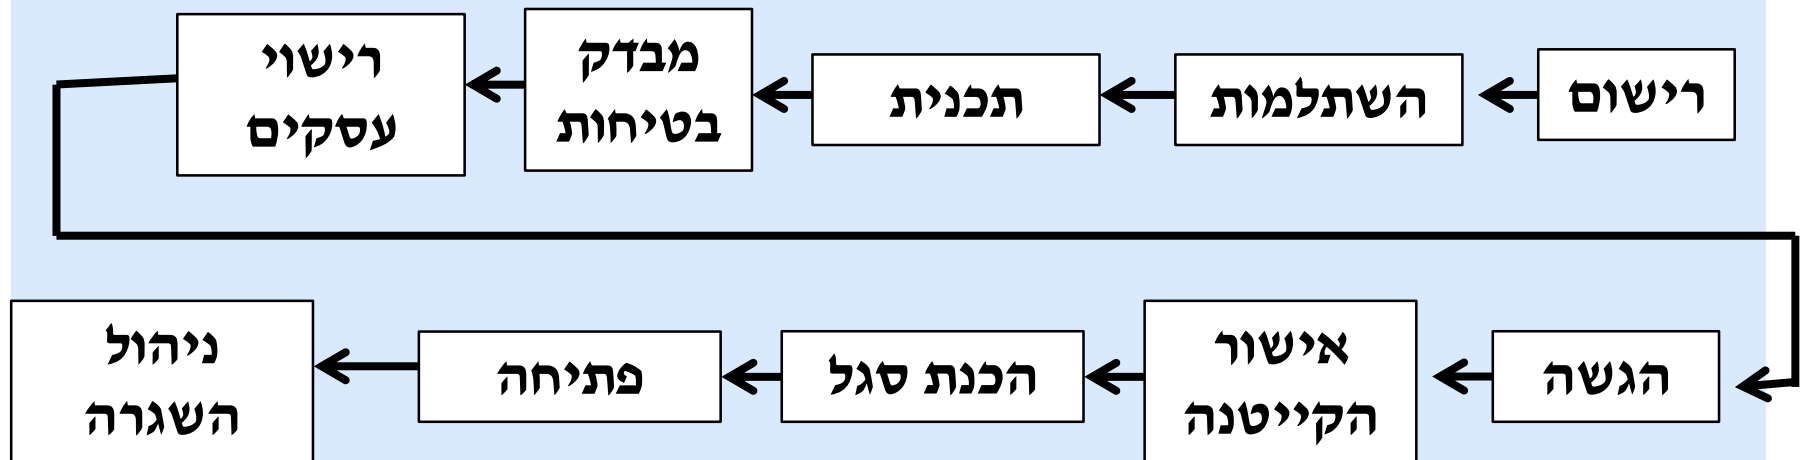 רישום
השתלמות
תכנית
מבדק
בטיחות
רישוי
עסקים
הגשה
אישור
הקייטנה
הכנת סגל
פתיחה
ניהול
השגרה